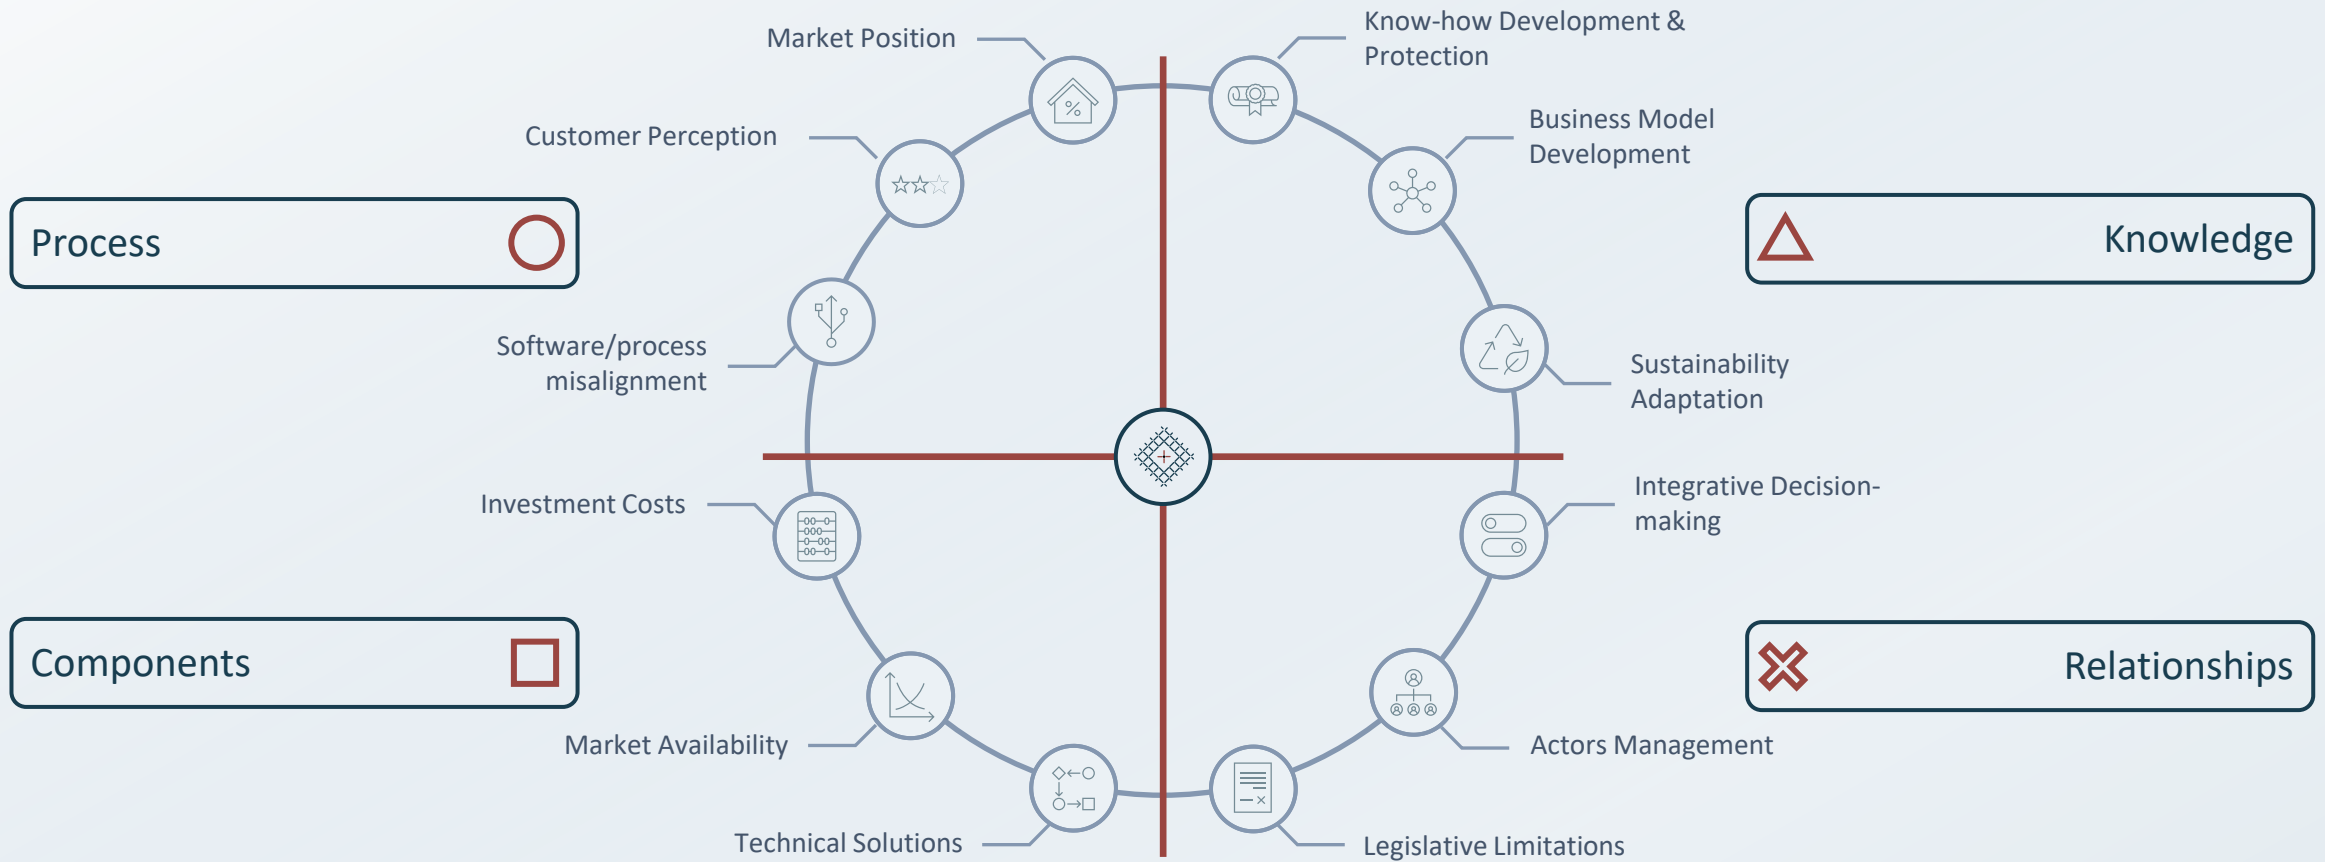 Market Position
Know-how Development &
Protection
Customer Perception
Business Model
Development
Process
Knowledge
Software/process
misalignment
Sustainability
Adaptation
Investment Costs
Integrative Decision-
making
Components
Relationships
Market Availability
Actors Management
Technical Solutions
Legislative Limitations